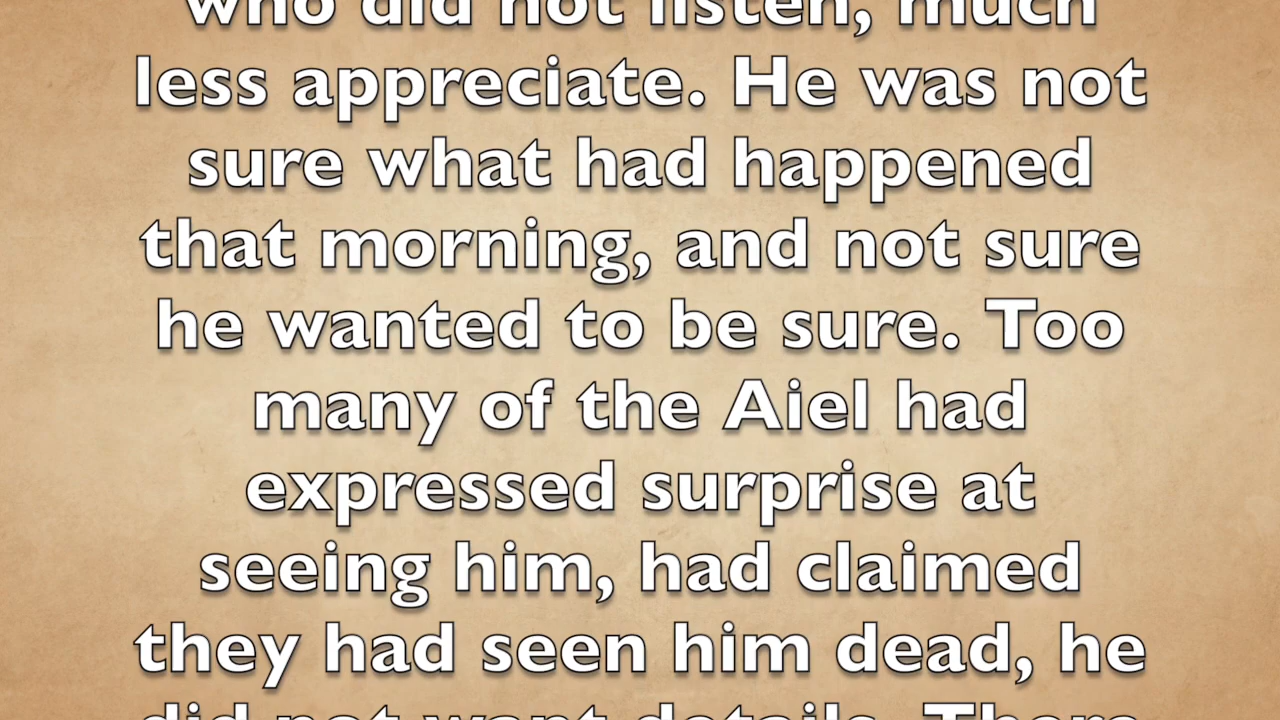 who did not listen, much
less appreciate. He was not
sure what had happened
that morning, and not sure
he wanted to be sure. Too
many of the Aiel had
expressed surprise at
seeing him, had claimed
they had seen him dead, he
did not want details. There